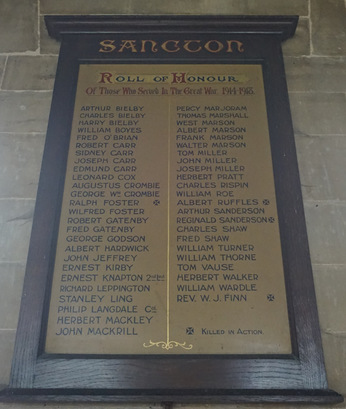 SANCTON
ROLL OF HONOUR
Of Those Who Served In The Great War. 1914-1918.
ARTHUR BIELBY
CHARLES BIELBY
HARRY BIELBY
WILLIAM BOYES
FRED O'BRIAN
ROBERT CARR
SIDNEY CARR
JOSEPH CARR
EDMUND CARR
LEONARD COX
AUGUSTUS CROMBIE
GEORGE Wm CROMBIE
RALPH FOSTER ✠
WILFRED FOSTER
ROBERT GATENBY
FRED GATENBY
GEORGE GODSON
ALBERT HARDWICK
JOHN JEFFREY
ERNEST KIRBY
ERNEST KNAPTON 2nd Lieut
RICHARD LEPPINGTON
STANLEY LING
PHILIP LANGDALE
HERBERT MACKLEY
JOHN MACKRILL
PERCY MARJORAM
THOMAS MARSHALL
WEST MARSON
ALBERT MARSON
FRANK MARSON
WALTER MARSON
TOM MILLER
JOHN MILLER
JOSEPH MILLER
HERBERT PRATT
CHARLES RISPIN
WILLIAM ROE
ALBERT RUFFLES ✠
ARTHUR SANDERSON
REGINALD SANDERSON ✠
CHARLES SHAW
FRED SHAW
WILLIAM TURNER
WILLIAM THORNE
TOM VAUSE
HERBERT WALKER
WILLIAM WARDLE
REV. W. J. FINN ✠
✠ KILLED IN ACTION.